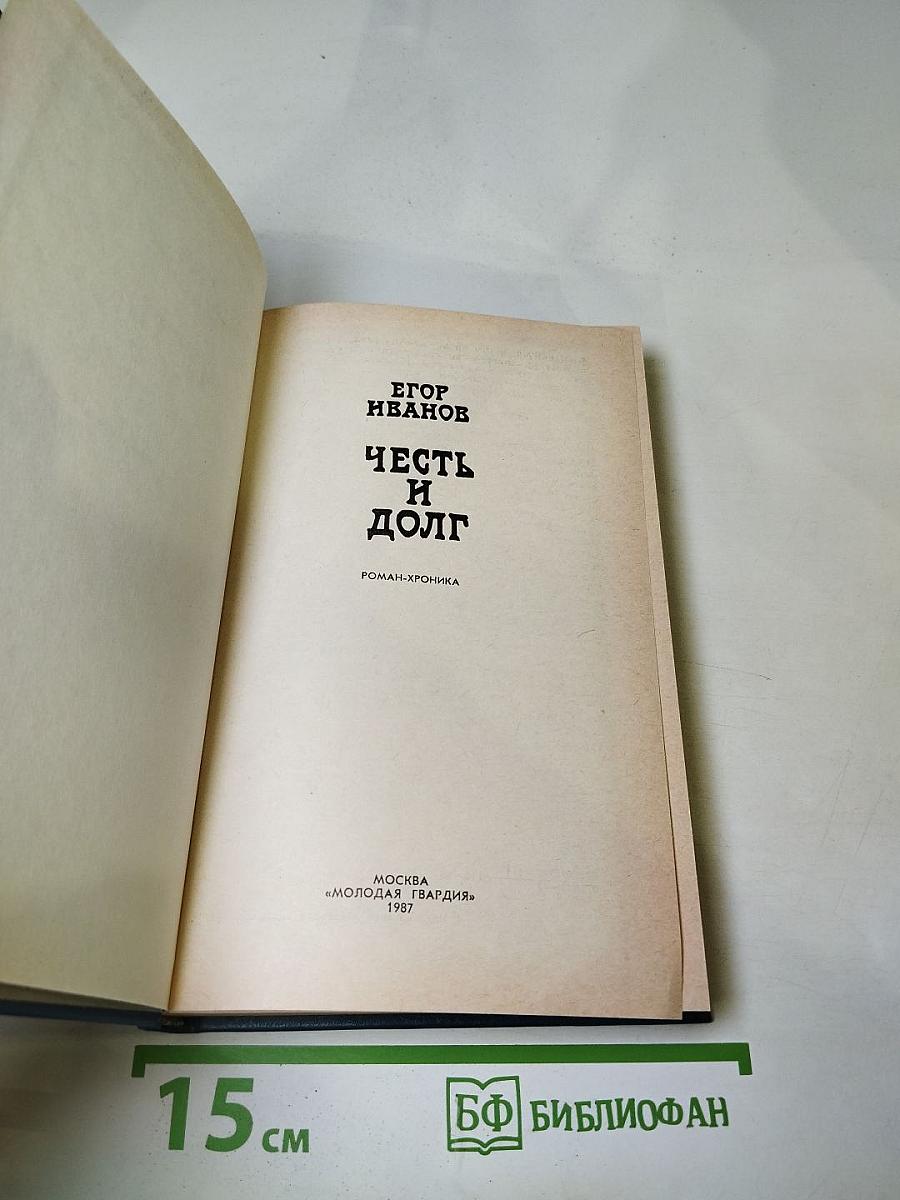 ЕГОР
ИВАНОВ
ЧЕСТЬ
И
ДОЛГ
РОМАН-ХРОНИКА
МОСКВА
«МОЛОДАЯ ГВАРДИЯ»
1987
15 см
БФ БИБЛИОФАН